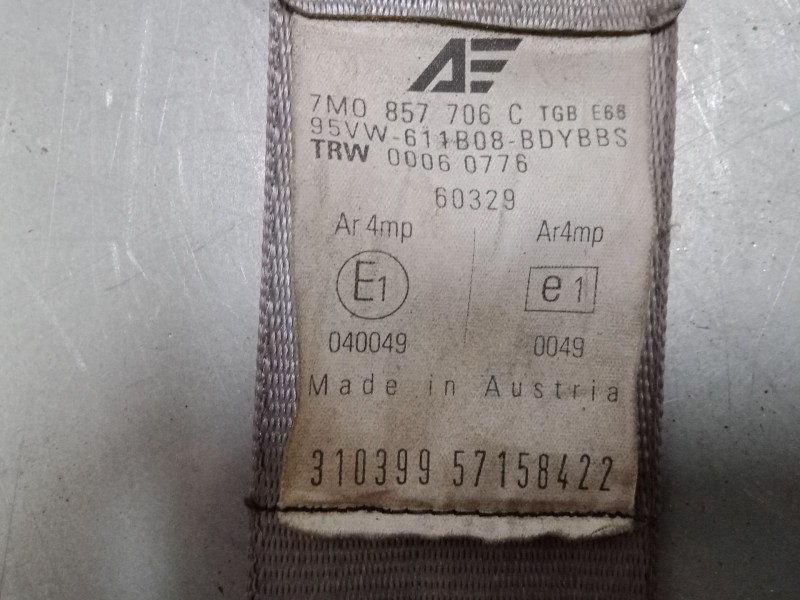 AE
7M0 857 706 C TGB E66
95VW-611B08-BDYBBS
TRW 0006 0776
60329
Ar4mp Ar4mp
E1 e1
040049 0049
Made in Austria
310399 57158422